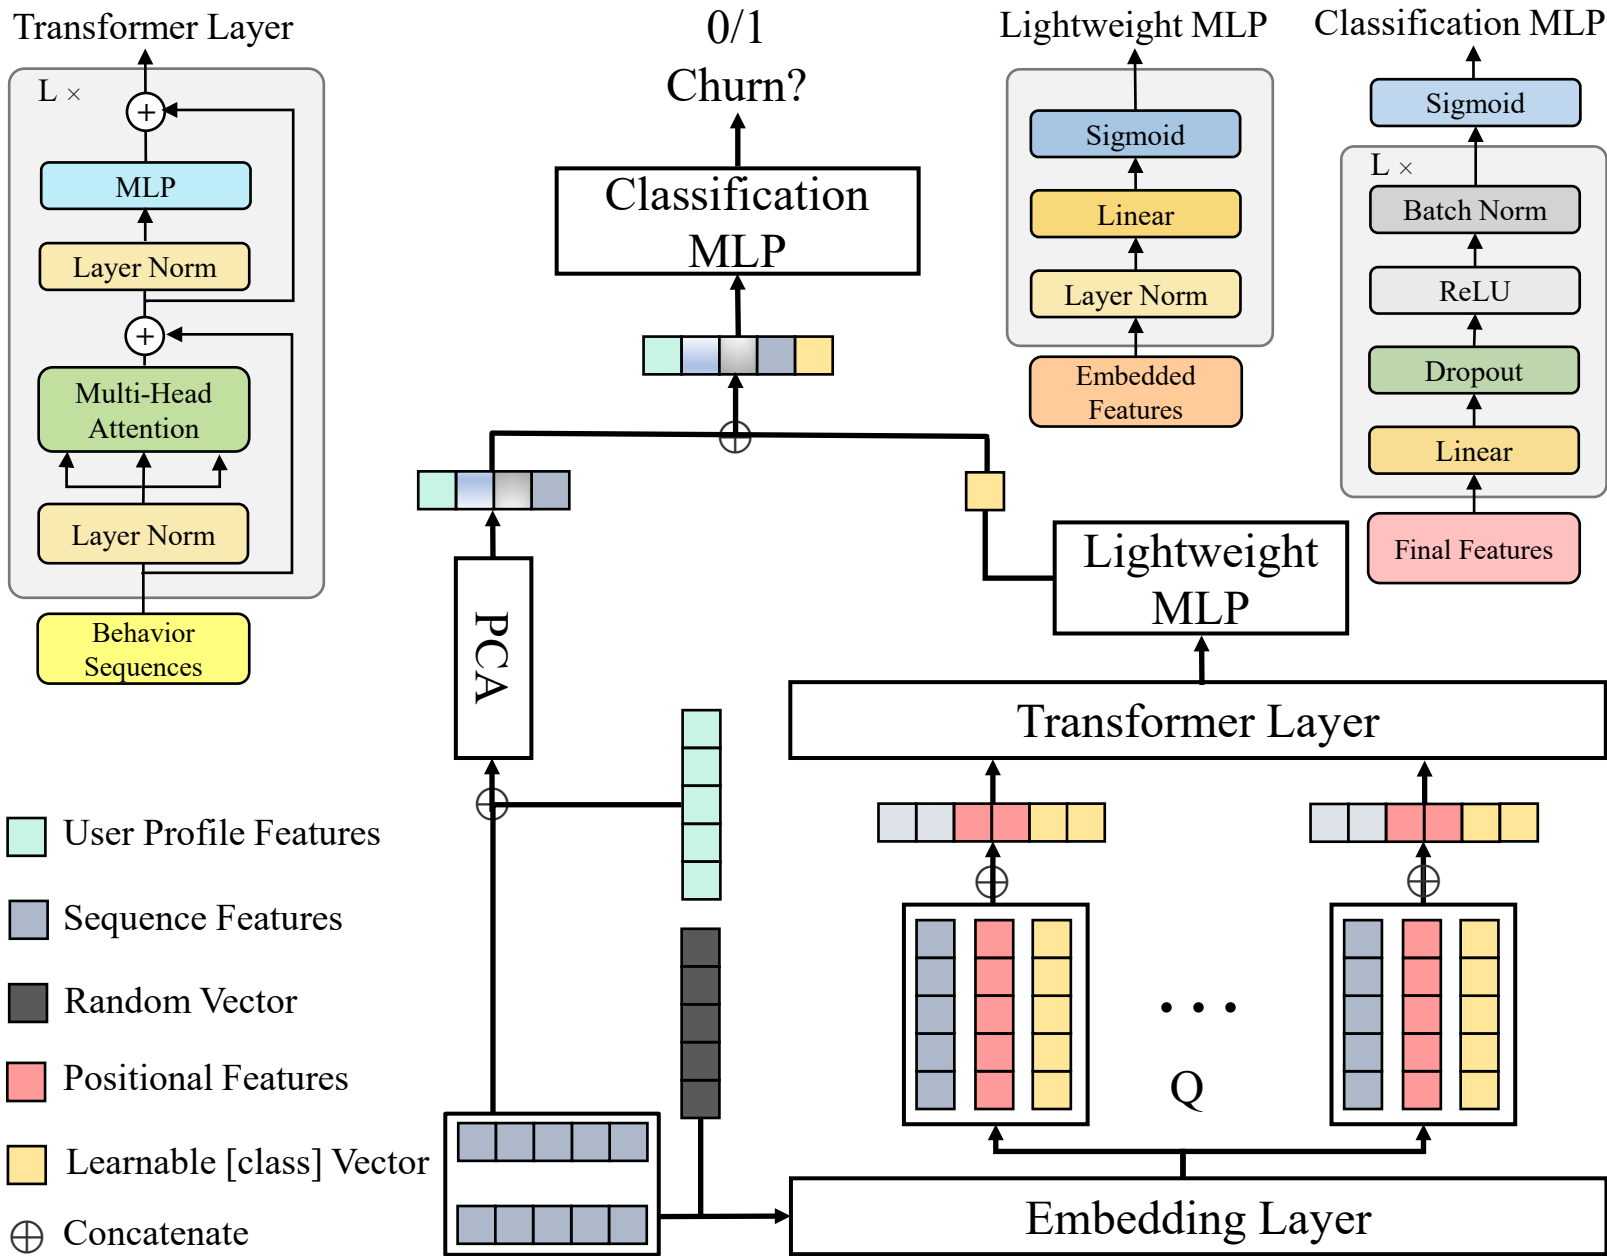 Transformer Layer
L ×
+
MLP
Layer Norm
+
Multi-Head
Attention
Layer Norm
Behavior
Sequences
0/1
Churn?
Classification
MLP
Lightweight MLP
Sigmoid
Linear
Layer Norm
Embedded
Features
Classification MLP
Sigmoid
L ×
Batch Norm
ReLU
Dropout
Linear
Final Features
PCA
Lightweight
MLP
Transformer Layer
Q
Embedding Layer
User Profile Features
Sequence Features
Random Vector
Positional Features
Learnable [class] Vector
Concatenate